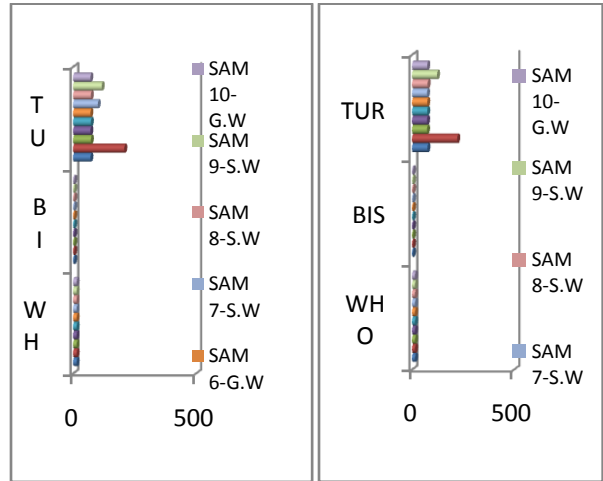 T
U
B
I
W
H
0
500
SAM
10-
G.W
SAM
9-S.W
SAM
8-S.W
SAM
7-S.W
SAM
6-G.W
TUR
BIS
WH
O
0
500
SAM
10-
G.W
SAM
9-S.W
SAM
8-S.W
SAM
7-S.W